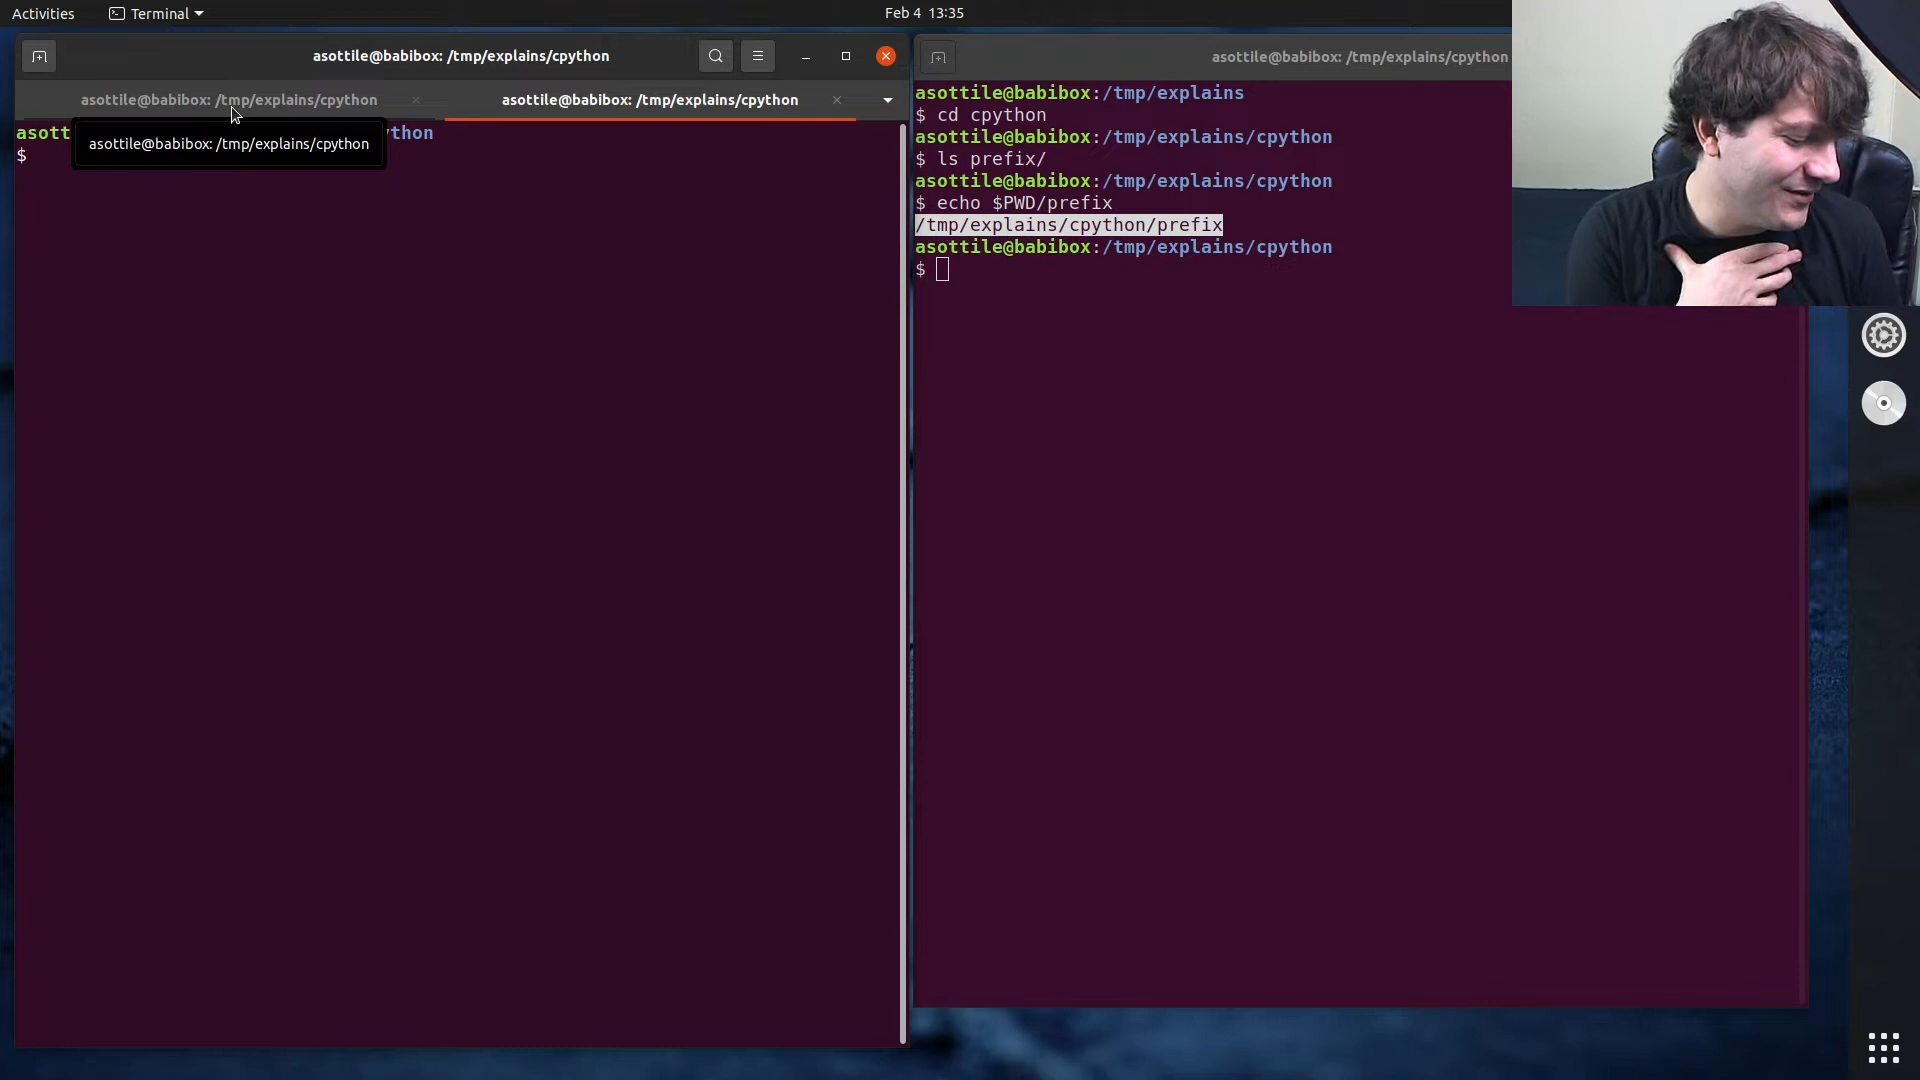 Activities
Terminal
Feb 4 13:35
asottile@babibox: /tmp/explains/cpython
asottile@babibox: /tmp/explains/cpython
asottile@babibox: /tmp/explains/cpython
asott
thon
asottile@babibox: /tmp/explains/cpython
$
asottile@babibox: /tmp/explains/cpython
asottile@babibox:/tmp/explains
$ cd cpython
asottile@babibox:/tmp/explains/cpython
$ ls prefix/
asottile@babibox:/tmp/explains/cpython
$ echo $PWD/prefix
/tmp/explains/cpython/prefix
asottile@babibox:/tmp/explains/cpython
$